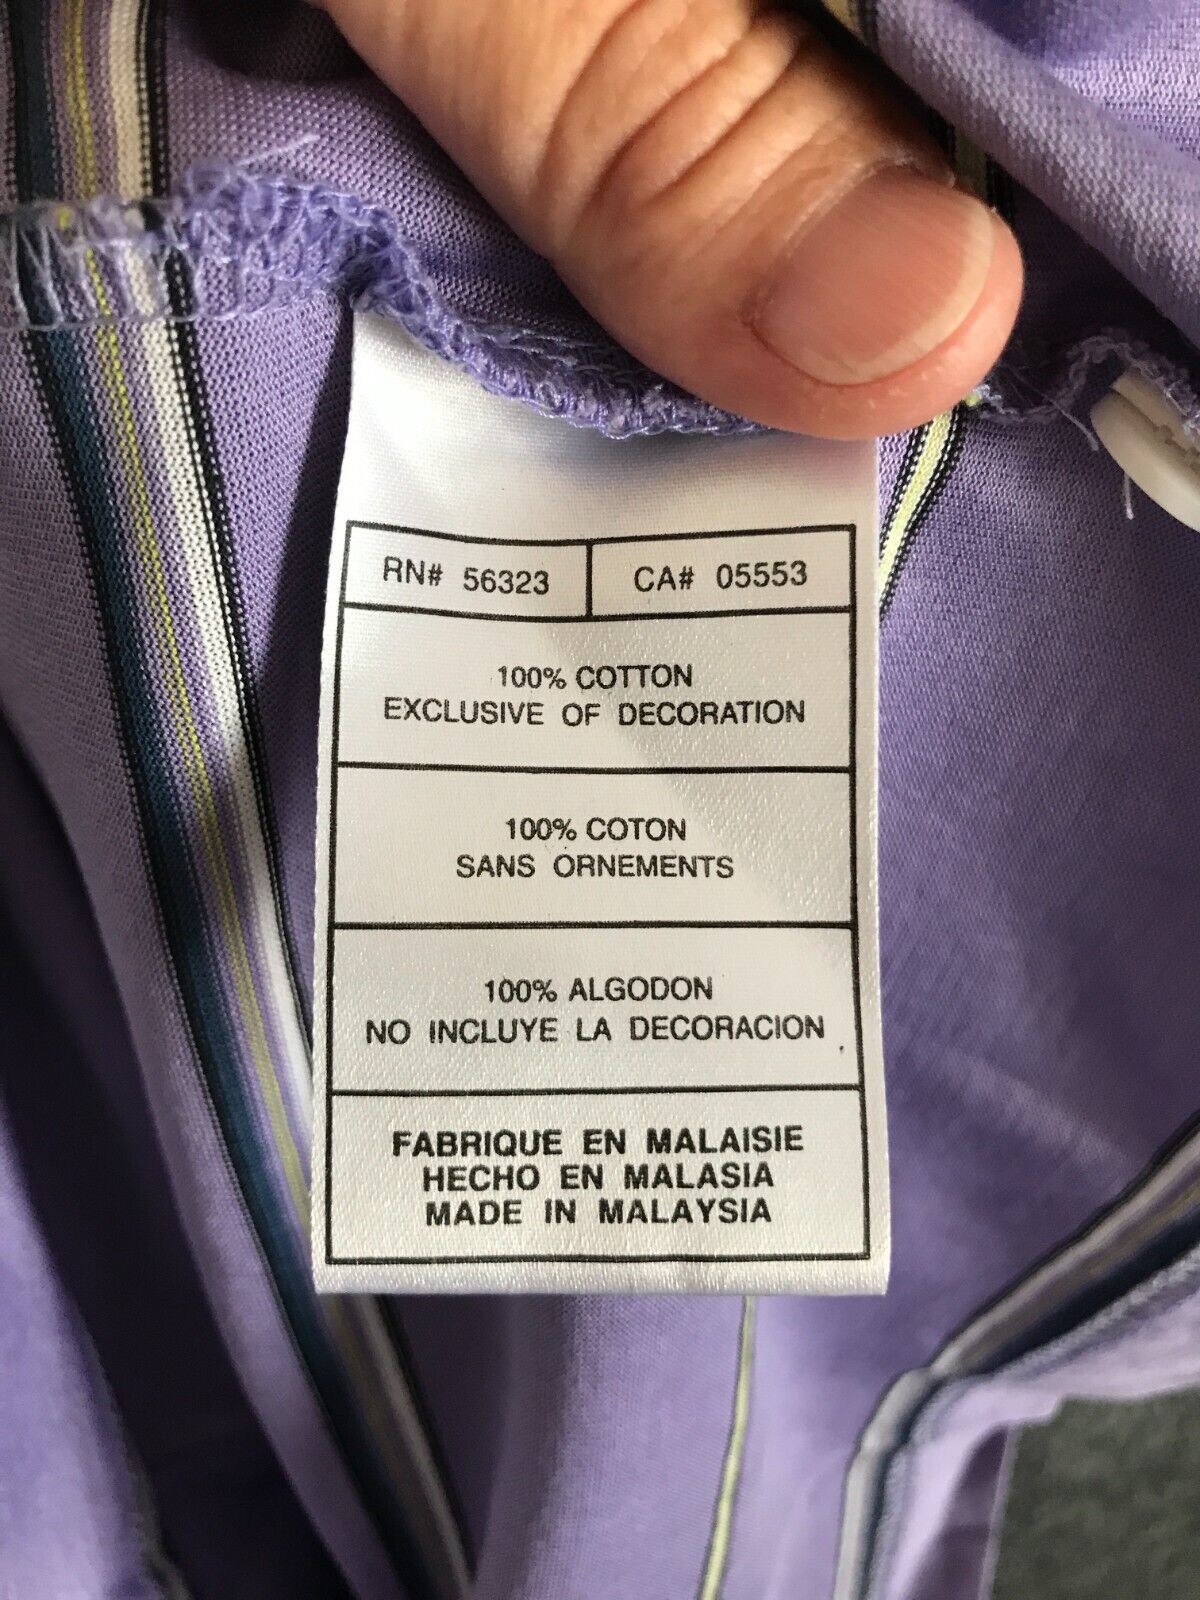 RN# 56323 CA# 05553
100% COTTON
EXCLUSIVE OF DECORATION
100% COTON
SANS ORNEMENTS
100% ALGODON
NO INCLUYE LA DECORACION
FABRIQUE EN MALAISIE
HECHO EN MALASIA
MADE IN MALAYSIA